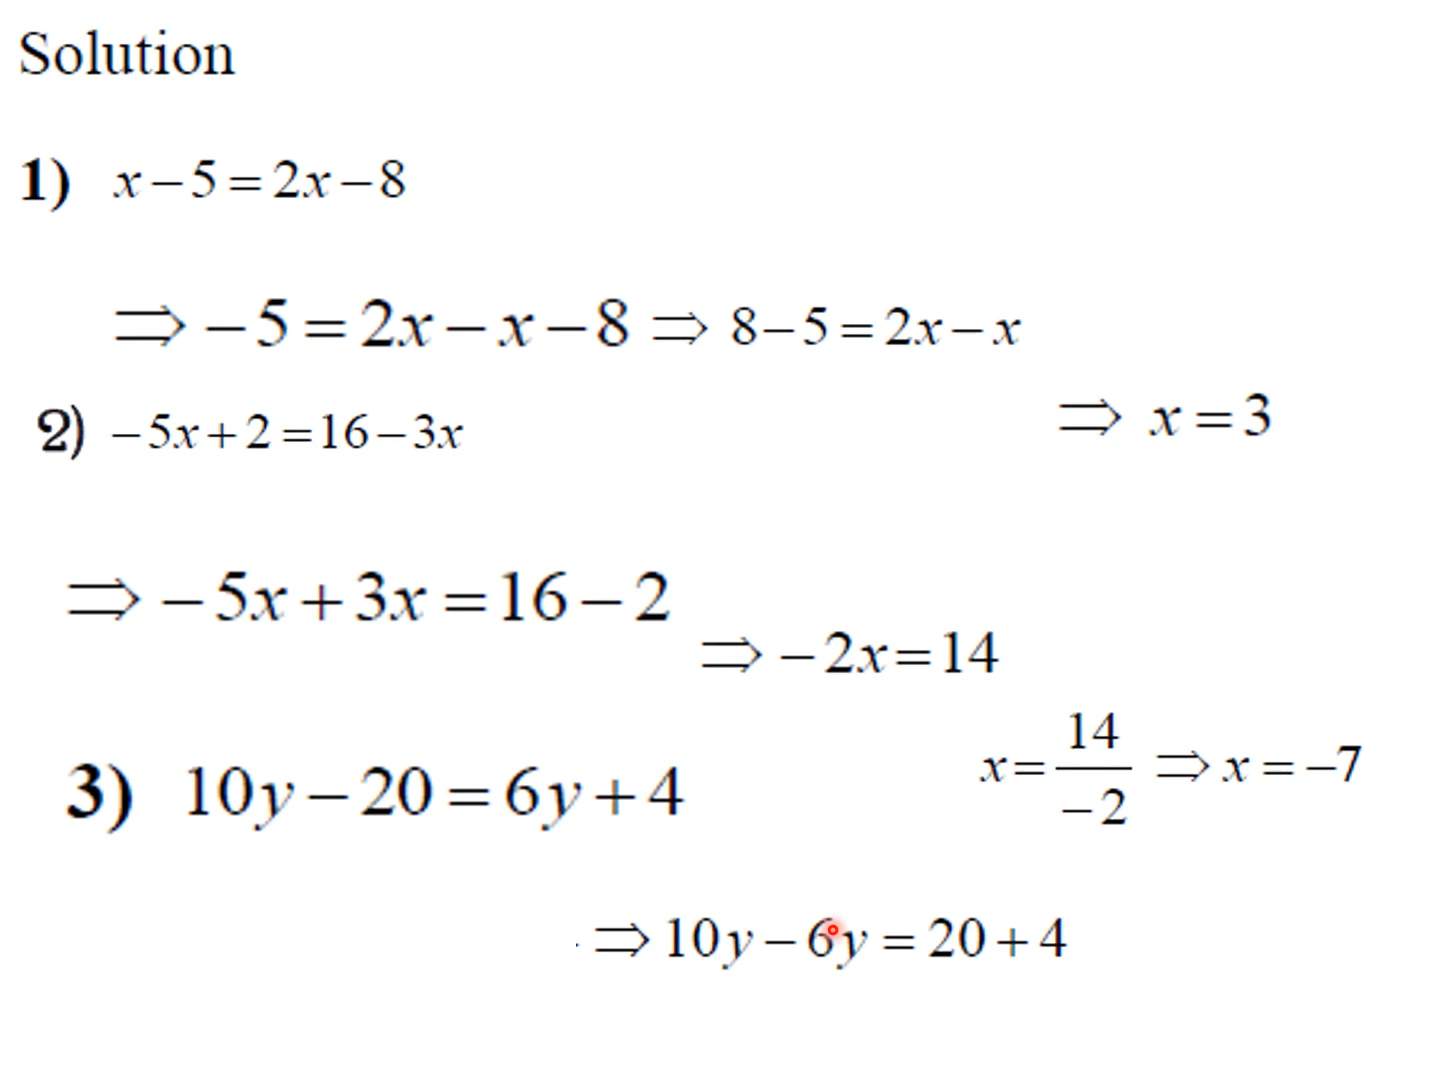 Solution
1) x − 5 = 2x − 8
⇒ −5 = 2x − x − 8 ⇒ 8 − 5 = 2x − x
⇒ x = 3
2) −5x + 2 = 16 − 3x
⇒ −5x + 3x = 16 − 2
⇒ −2x = 14
x = 14/−2 ⇒ x = −7
3) 10y − 20 = 6y + 4
⇒ 10y − 6y = 20 + 4